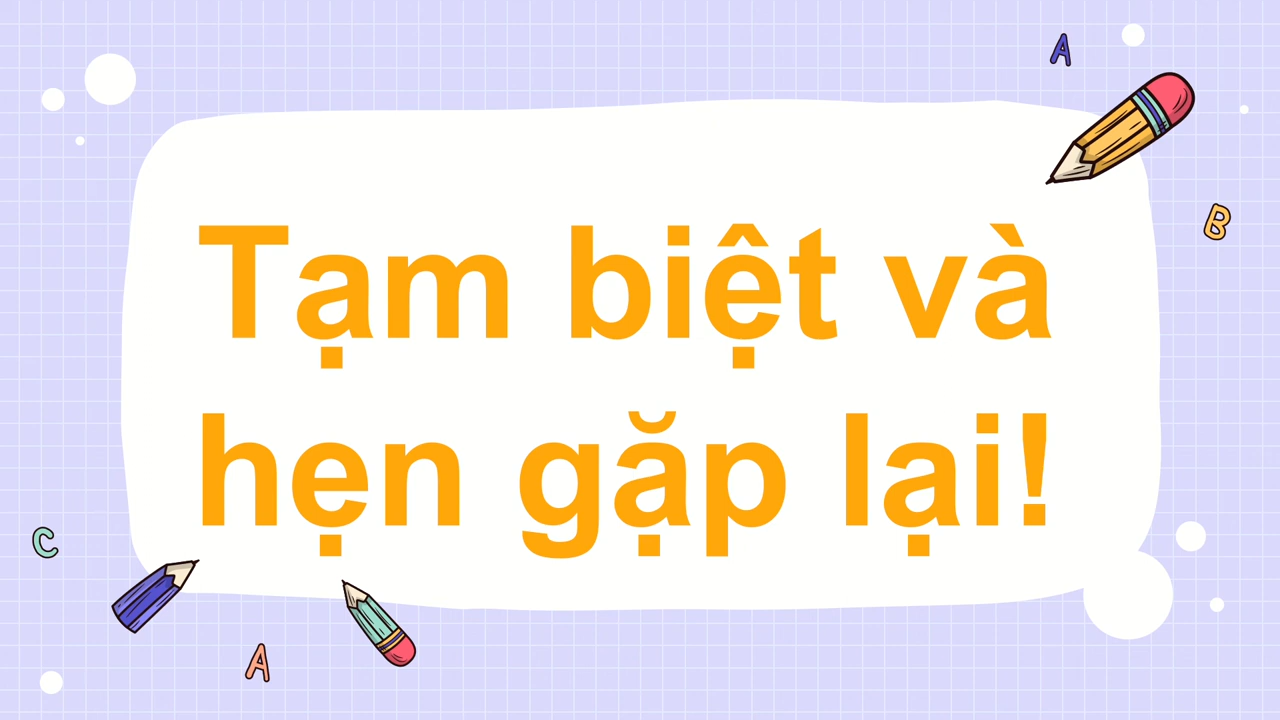 A
B
Tạm biệt và
hẹn gặp lại!
C
A